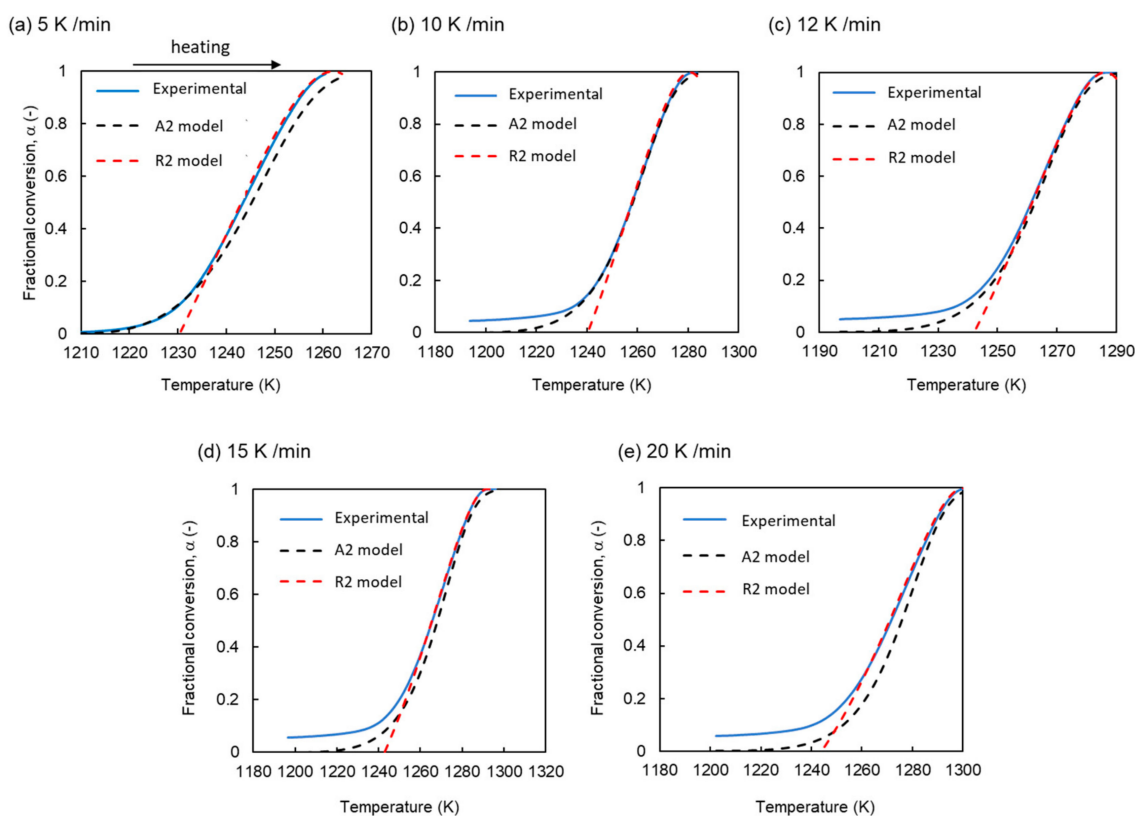 (a) 5 K /min
heating
Experimental
A2 model
R2 model
Fractional conversion, α (-)
1
0.8
0.6
0.4
0.2
0
1210 1220 1230 1240 1250 1260 1270
Temperature (K)
(b) 10 K /min
Experimental
A2 model
R2 model
1
0.8
0.6
0.4
0.2
0
1180 1200 1220 1240 1260 1280 1300
Temperature (K)
(c) 12 K /min
Experimental
A2 model
R2 model
1
0.8
0.6
0.4
0.2
0
1190 1210 1230 1250 1270 1290
Temperature (K)
(d) 15 K /min
Experimental
A2 model
R2 model
Fractional conversion, α (-)
1
0.8
0.6
0.4
0.2
0
1180 1200 1220 1240 1260 1280 1300 1320
Temperature (K)
(e) 20 K /min
Experimental
A2 model
R2 model
Fractional conversion, α (-)
1
0.8
0.6
0.4
0.2
0
1180 1200 1220 1240 1260 1280 1300
Temperature (K)